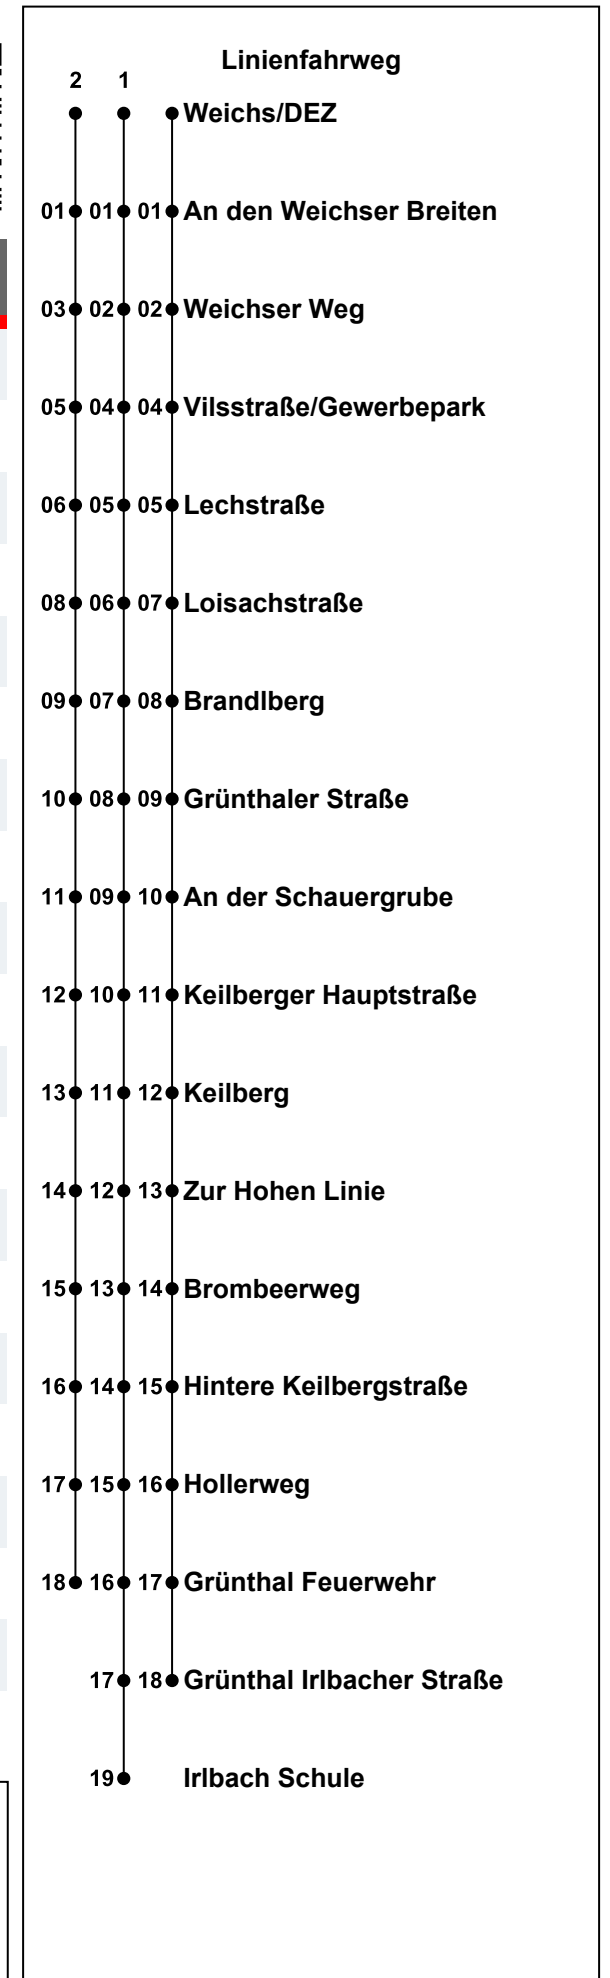 Linienfahrweg
2 1
Weichs/DEZ
01 01 01 An den Weichser Breiten
03 02 02 Weichser Weg
05 04 04 Vilsstraße/Gewerbepark
06 05 05 Lechstraße
08 06 07 Loisachstraße
09 07 08 Brandlberg
10 08 09 Grünthaler Straße
11 09 10 An der Schauergrube
12 10 11 Keilberger Hauptstraße
13 11 12 Keilberg
14 12 13 Zur Hohen Linie
15 13 14 Brombeerweg
16 14 15 Hintere Keilbergstraße
17 15 16 Hollerweg
18 16 17 Grünthal Feuerwehr
17 18 Grünthal Irlbacher Straße
19 Irlbach Schule